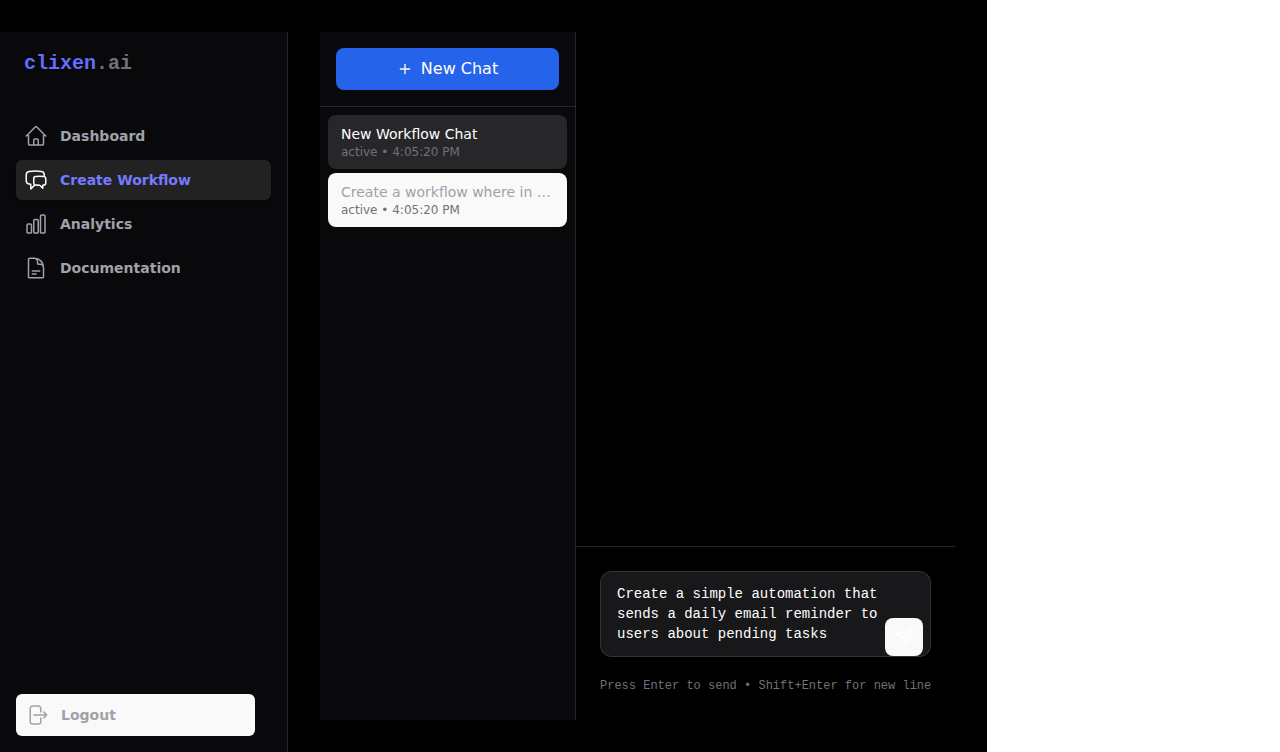 clixen.ai
Dashboard
Create Workflow
Analytics
Documentation
Logout
New Chat
New Workflow Chat
active • 4:05:20 PM
Create a workflow where in ...
active • 4:05:20 PM
Create a simple automation that
sends a daily email reminder to
users about pending tasks
Press Enter to send • Shift+Enter for new line